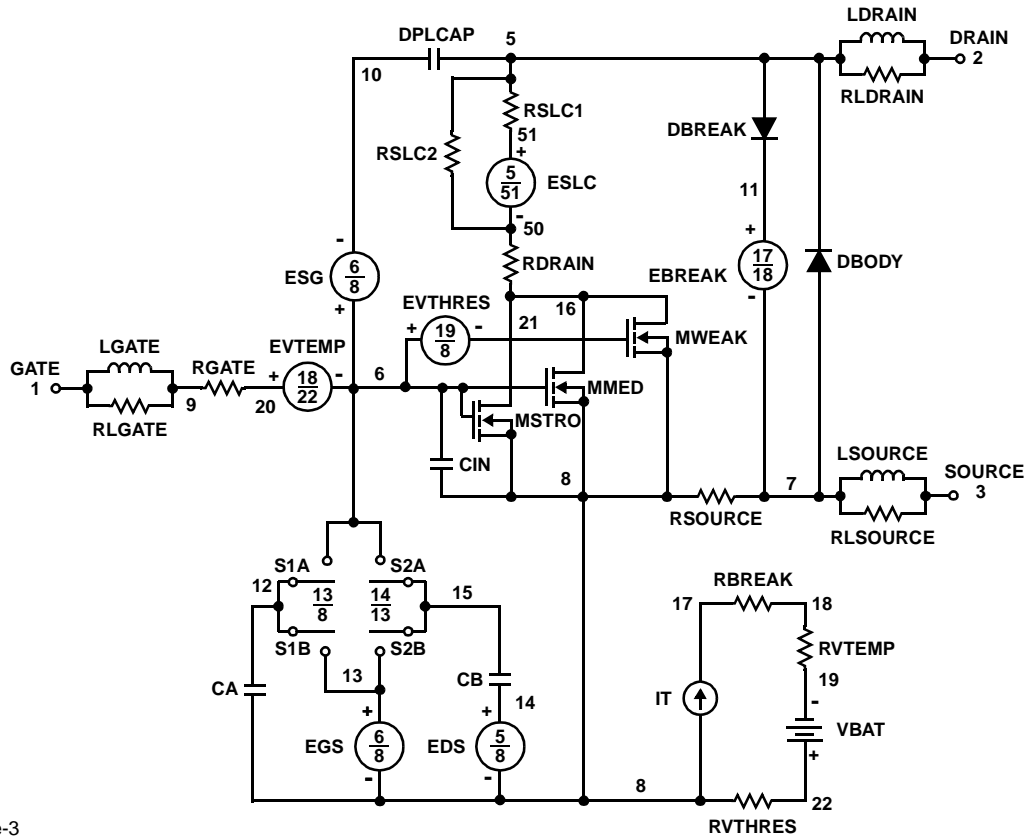 LDRAIN
DPLCAP
5
DRAIN
2
10
RLDRAIN
RSLC1
51
DBREAK
RSLC2
+
5
51
ESLC
11
-
50
-
+
17
18
ESG
6
8
RDRAIN
EBREAK
DBODY
+
EVTHRES
16
-
+
19
8
-
21
MWEAK
LGATE
EVTEMP
GATE
1
RGATE
+
18
22
-
6
MMED
9
20
MSTRO
RLGATE
CIN
8
7
LSOURCE
SOURCE
3
RSOURCE
RLSOURCE
S1A
S2A
12
13
8
14
13
15
RBREAK
17
18
S1B
S2B
RVTEMP
13
CB
19
CA
14
IT
-
+
+
VBAT
EGS
6
8
EDS
5
8
+
-
-
8
22
RVTHRES
e-3